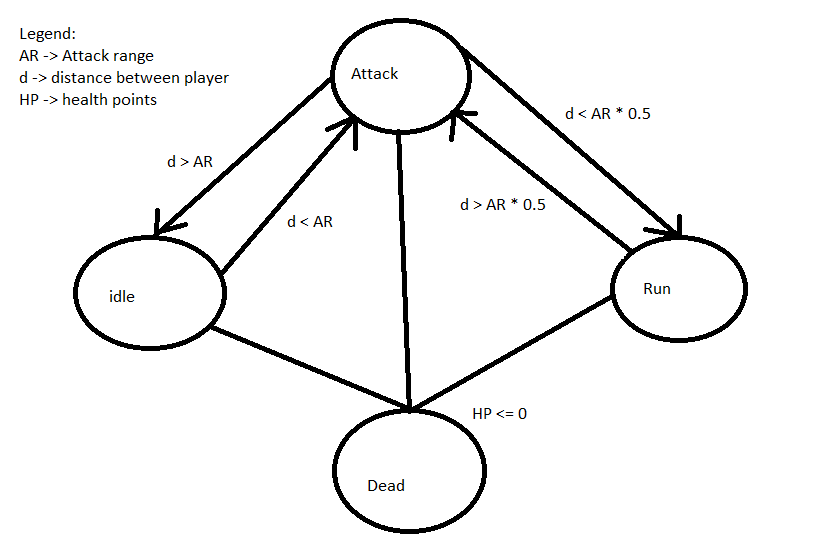 Legend:
AR -> Attack range
d -> distance between player
HP -> health points
Attack
d < AR * 0.5
d > AR
d > AR * 0.5
d < AR
idle
Run
HP <= 0
Dead